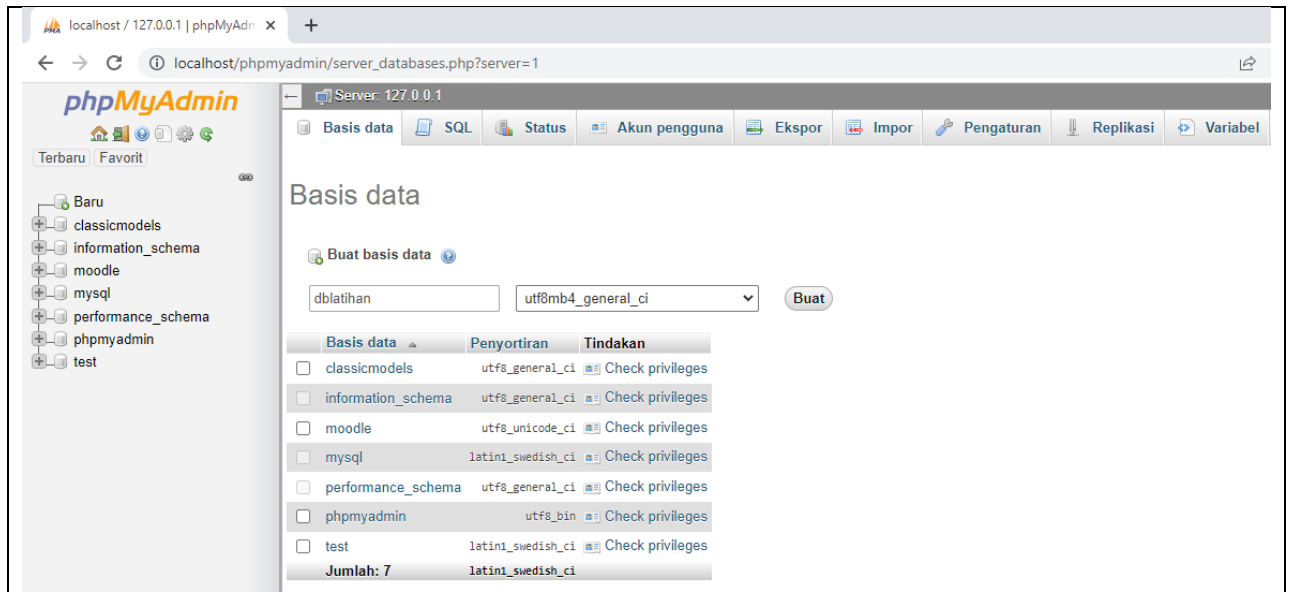 localhost / 127.0.0.1 | phpMyAdm
localhost/phpmyadmin/server_databases.php?server=1
phpMyAdmin
Terbaru Favorit
Baru
classicmodels
information_schema
moodle
mysql
performance_schema
phpmyadmin
test
Server: 127.0.0.1
Basis data SQL Status Akun pengguna Ekspor Impor Pengaturan Replikasi Variabel
Basis data
Buat basis data
dblatihan utf8mb4_general_ci Buat
Basis data Penyortiran Tindakan
classicmodels utf8_general_ci Check privileges
information_schema utf8_general_ci Check privileges
moodle utf8_unicode_ci Check privileges
mysql latin1_swedish_ci Check privileges
performance_schema utf8_general_ci Check privileges
phpmyadmin utf8_bin Check privileges
test latin1_swedish_ci Check privileges
Jumlah: 7 latin1_swedish_ci